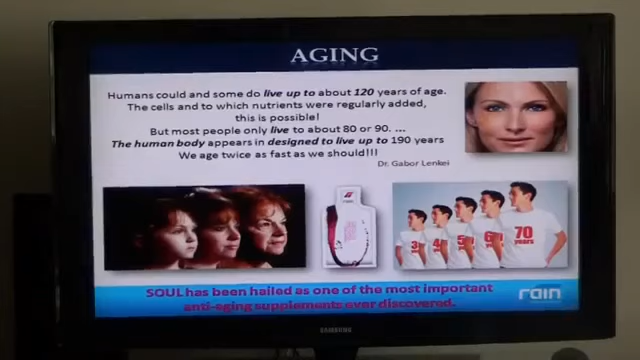 AGING
Humans could and some do live up to about 120 years of age.
The cells and to which nutrients were regularly added,
this is possible!
But most people only live to about 80 or 90. ...
The human body appears in designed to live up to 190 years
We age twice as fast as we should!!!
Dr. Gabor Lenkei
70
years
SOUL has been hailed as one of the most important
anti-aging supplements ever discovered.
rain
SAMSUNG